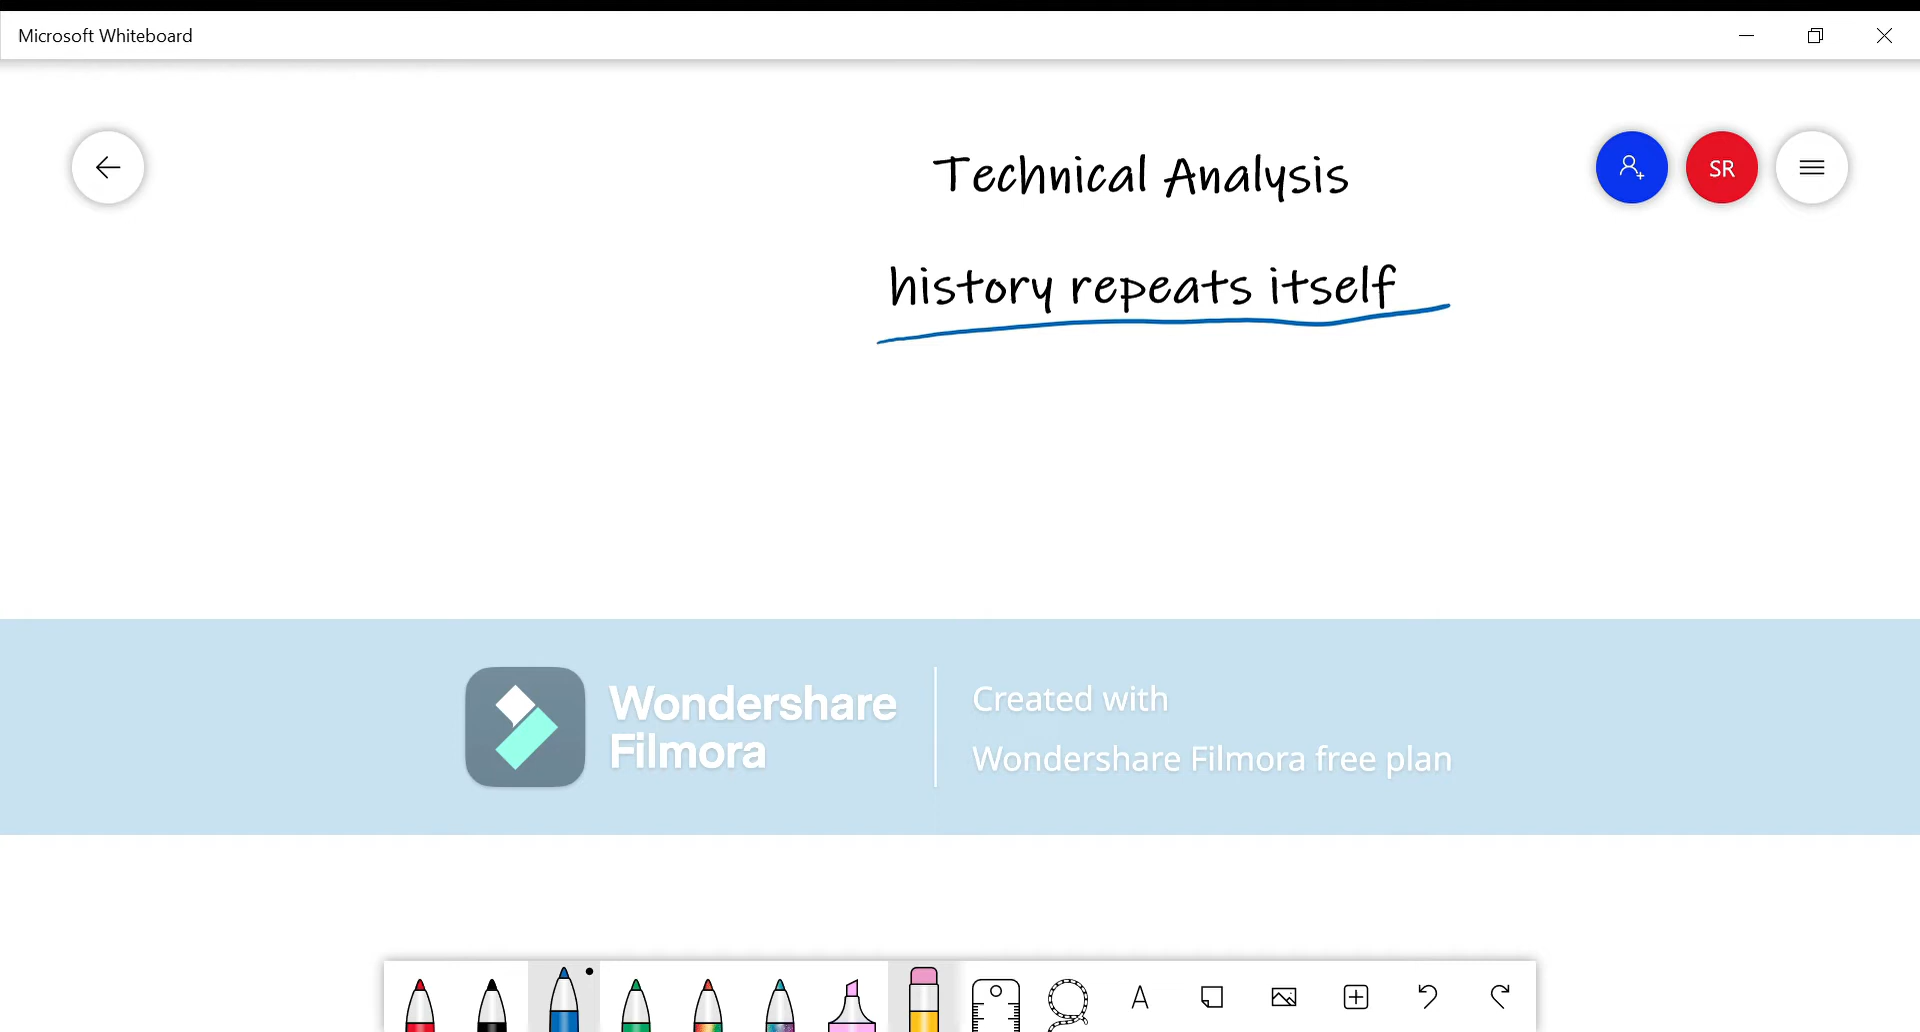 Microsoft Whiteboard
Technical Analysis
SR
history repeats itself
Wondershare
Filmora
Created with
Wondershare Filmora free plan
A